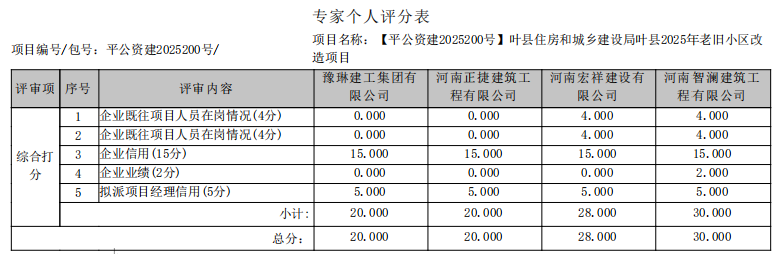 专家个人评分表
项目编号/包号：平公资建2025200号/
项目名称：【平公资建2025200号】叶县住房和城乡建设局叶县2025年老旧小区改
造项目
评审项 序号 评审内容 豫琳建工集团有限公司 河南正捷建筑工程有限公司 河南宏祥建设有限公司 河南智澜建筑工程有限公司
综合打分
1 企业既往项目人员在岗情况(4分) 0.000 0.000 4.000 4.000
2 企业既往项目人员在岗情况(4分) 0.000 0.000 4.000 4.000
3 企业信用(15分) 15.000 15.000 15.000 15.000
4 企业业绩(2分) 0.000 0.000 0.000 2.000
5 拟派项目经理信用(5分) 5.000 5.000 5.000 5.000
小计: 20.000 20.000 28.000 30.000
总分: 20.000 20.000 28.000 30.000